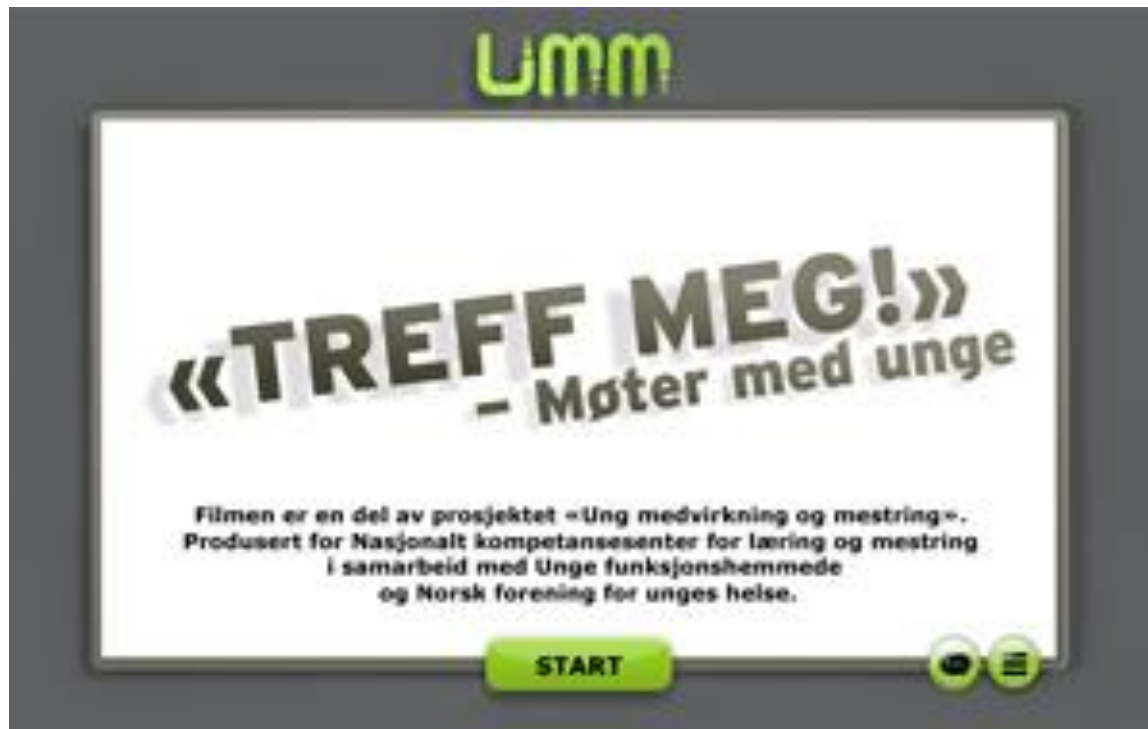 UMM
«TREFF MEG!»
– Møter med unge
Filmen er en del av prosjektet «Ung medvirkning og mestring».
Produsert for Nasjonalt kompetansesenter for læring og mestring
i samarbeid med Unge funksjonshemmede
og Norsk forening for unges helse.
START